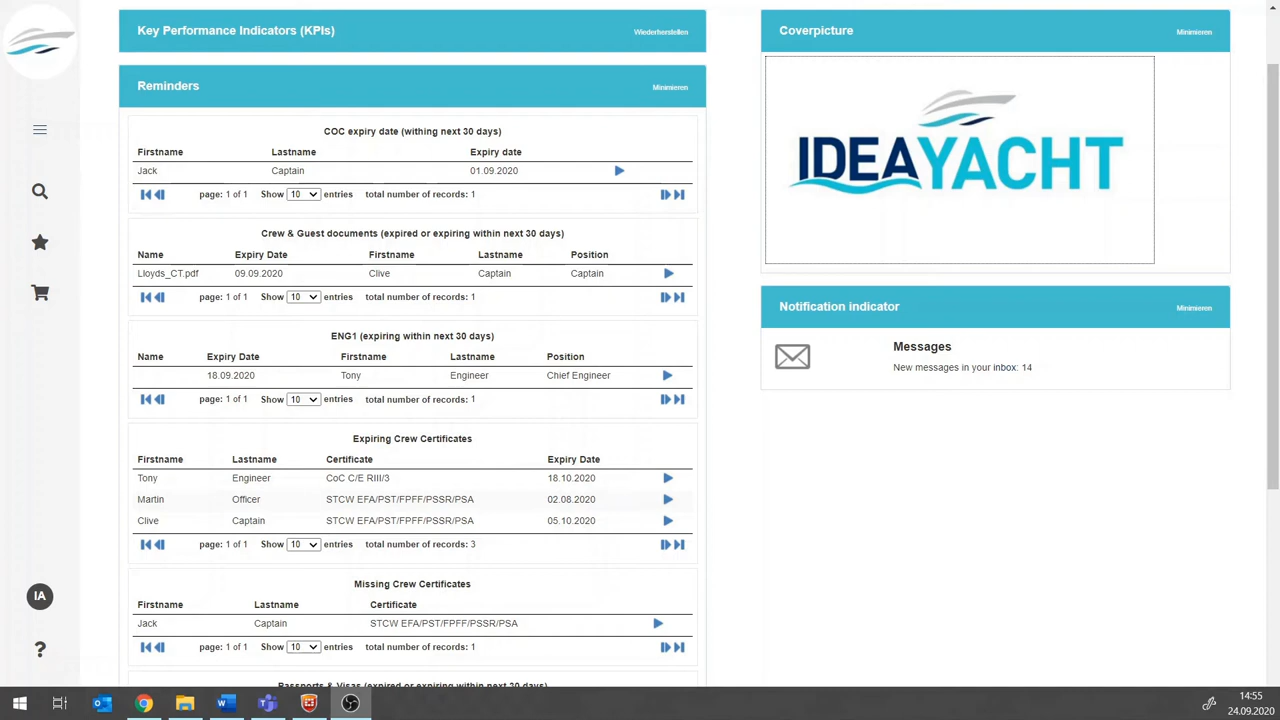 Key Performance Indicators (KPIs) Wiederherstellen
Reminders Minimieren
COC expiry date (withing next 30 days)
Firstname Lastname Expiry date
Jack Captain 01.09.2020
page: 1 of 1 Show 10 entries total number of records: 1
Crew & Guest documents (expired or expiring within next 30 days)
Name Expiry Date Firstname Lastname Position
Lloyds_CT.pdf 09.09.2020 Clive Captain Captain
page: 1 of 1 Show 10 entries total number of records: 1
ENG1 (expiring within next 30 days)
Name Expiry Date Firstname Lastname Position
18.09.2020 Tony Engineer Chief Engineer
page: 1 of 1 Show 10 entries total number of records: 1
Expiring Crew Certificates
Firstname Lastname Certificate Expiry Date
Tony Engineer CoC C/E RIII/3 18.10.2020
Martin Officer STCW EFA/PST/FPFF/PSSR/PSA 02.08.2020
Clive Captain STCW EFA/PST/FPFF/PSSR/PSA 05.10.2020
page: 1 of 1 Show 10 entries total number of records: 3
Missing Crew Certificates
Firstname Lastname Certificate
Jack Captain STCW EFA/PST/FPFF/PSSR/PSA
page: 1 of 1 Show 10 entries total number of records: 1
Passports & Visas (expired or expiring within next 30 days)
Coverpicture Minimieren
IDEAYACHT
Notification indicator Minimieren
Messages
New messages in your inbox: 14
IA
?
14:55
24.09.2020